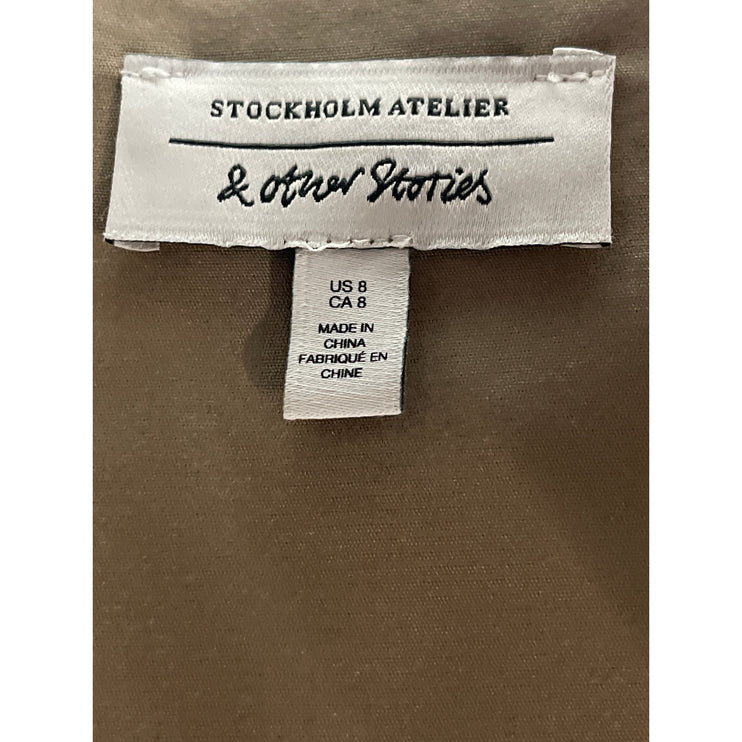 STOCKHOLM ATELIER
& other Stories
US 8
CA 8
MADE IN
CHINA
FABRIQUÉ EN
CHINE